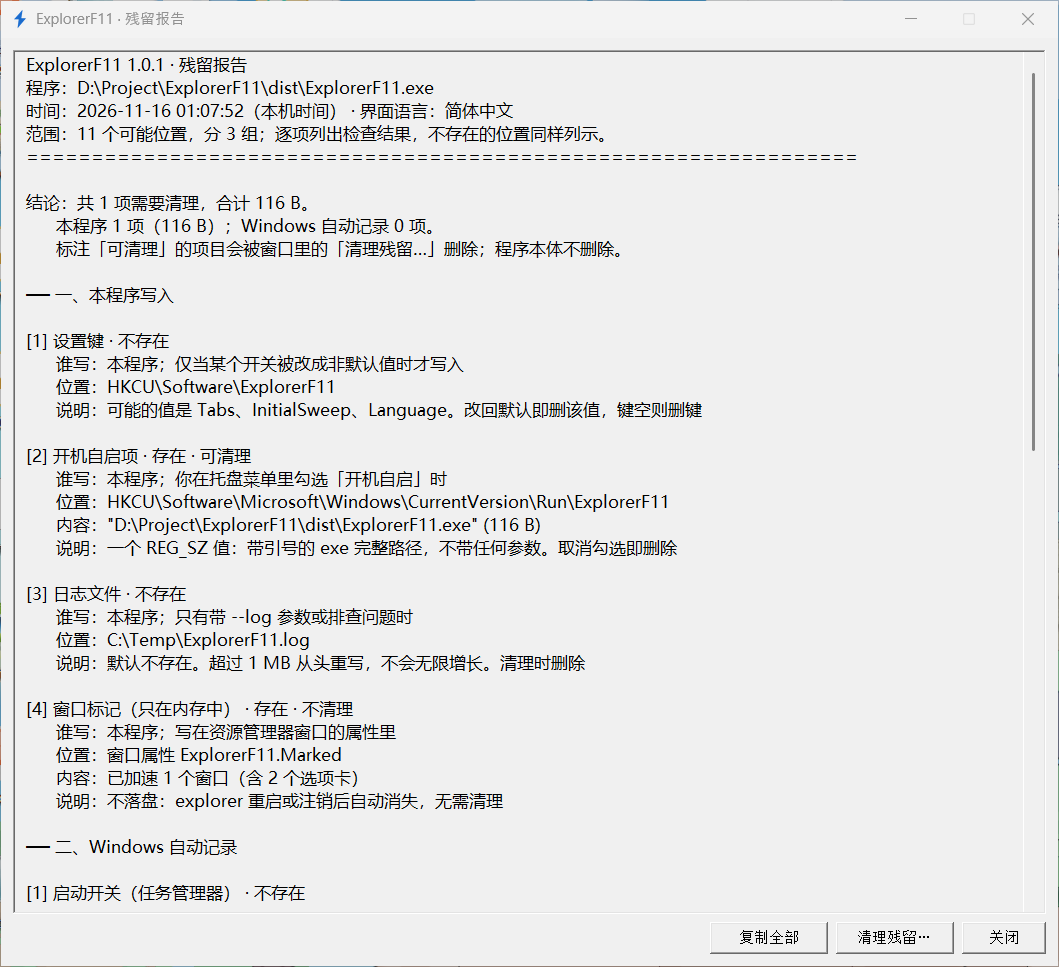 ExplorerF11 · 残留报告
ExplorerF11 1.0.1 · 残留报告
程序：D:\Project\ExplorerF11\dist\ExplorerF11.exe
时间：2026-11-16 01:07:52（本机时间） · 界面语言：简体中文
范围：11 个可能位置，分 3 组；逐项列出检查结果，不存在的位置同样列示。
================================================================
结论：共 1 项需要清理，合计 116 B。
本程序 1 项（116 B）；Windows 自动记录 0 项。
标注「可清理」的项目会被窗口里的「清理残留…」删除；程序本体不删除。
── 一、本程序写入
[1] 设置键 · 不存在
谁写：本程序；仅当某个开关被改成非默认值时才写入
位置：HKCU\Software\ExplorerF11
说明：可能的值是 Tabs、InitialSweep、Language。改回默认即删该值，键空则删键
[2] 开机自启项 · 存在 · 可清理
谁写：本程序；你在托盘菜单里勾选「开机自启」时
位置：HKCU\Software\Microsoft\Windows\CurrentVersion\Run\ExplorerF11
内容："D:\Project\ExplorerF11\dist\ExplorerF11.exe" (116 B)
说明：一个 REG_SZ 值：带引号的 exe 完整路径，不带任何参数。取消勾选即删除
[3] 日志文件 · 不存在
谁写：本程序；只有带 --log 参数或排查问题时
位置：C:\Temp\ExplorerF11.log
说明：默认不存在。超过 1 MB 从头重写，不会无限增长。清理时删除
[4] 窗口标记（只在内存中） · 存在 · 不清理
谁写：本程序；写在资源管理器窗口的属性里
位置：窗口属性 ExplorerF11.Marked
内容：已加速 1 个窗口（含 2 个选项卡）
说明：不落盘：explorer 重启或注销后自动消失，无需清理
── 二、Windows 自动记录
[1] 启动开关（任务管理器） · 不存在
复制全部
清理残留…
关闭